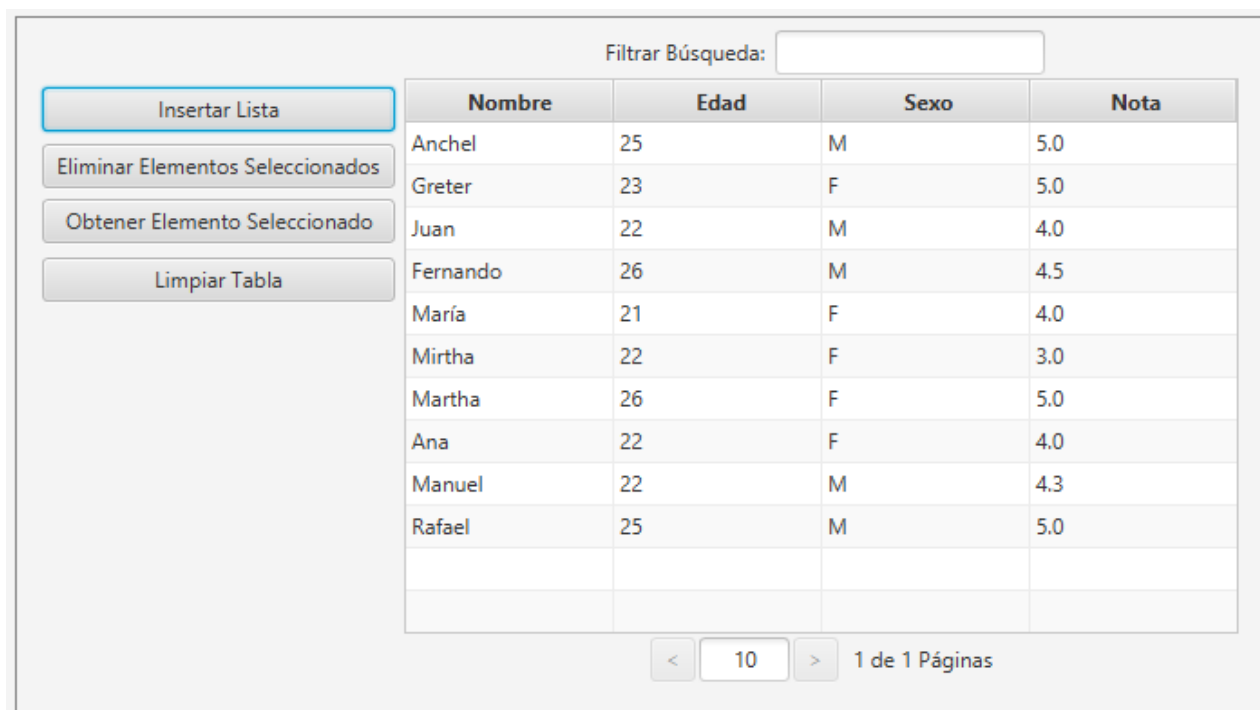 Filtrar Búsqueda:
Insertar Lista
Eliminar Elementos Seleccionados
Obtener Elemento Seleccionado
Limpiar Tabla
Nombre Edad Sexo Nota
Anchel 25 M 5.0
Greter 23 F 5.0
Juan 22 M 4.0
Fernando 26 M 4.5
María 21 F 4.0
Mirtha 22 F 3.0
Martha 26 F 5.0
Ana 22 F 4.0
Manuel 22 M 4.3
Rafael 25 M 5.0
< 10 > 1 de 1 Páginas